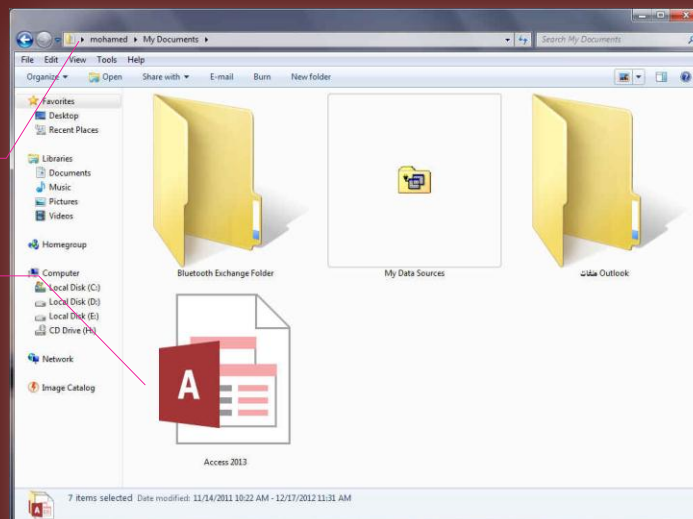 mohamed ▸ My Documents ▸
Search My Documents
File Edit View Tools Help
Organize Open Share with E-mail Burn New folder
Favorites
Desktop
Recent Places
Libraries
Documents
Music
Pictures
Videos
Homegroup
Computer
Local Disk (C:)
Local Disk (D:)
Local Disk (E:)
CD Drive (H:)
Network
Image Catalog
Bluetooth Exchange Folder
My Data Sources
ملفات Outlook
A
Access 2013
7 items selected Date modified: 11/14/2011 10:22 AM - 12/17/2012 11:31 AM
A